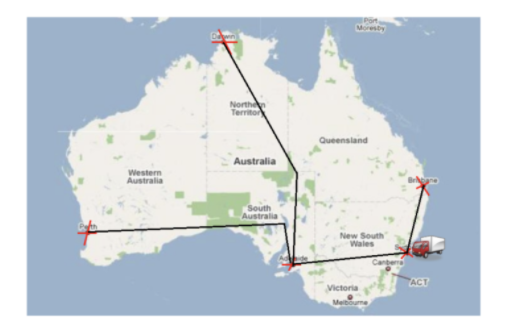 Port
Moresby
Darwin
Northern
Territory
Queensland
Australia
Western
Australia
Brisbane
South
Australia
Perth
New South
Wales
Adelaide
Canberra
ACT
Victoria
Melbourne